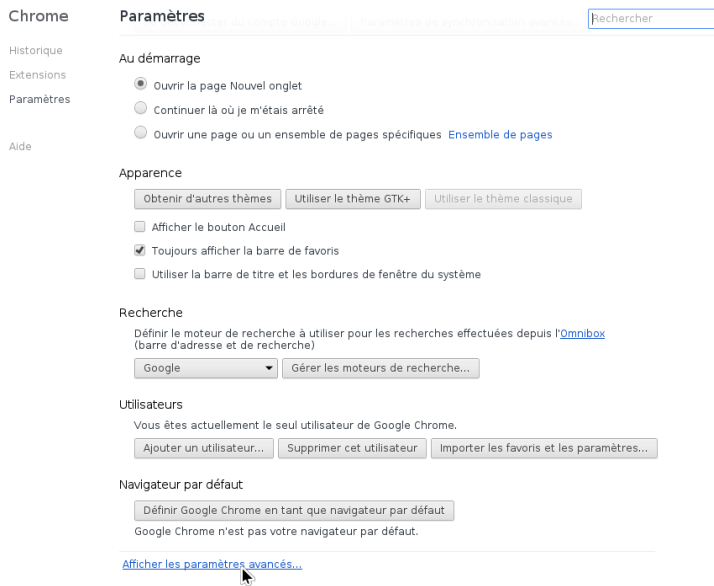 Chrome
Paramètres
Rechercher
Historique
Extensions
Paramètres
Aide
Au démarrage
Ouvrir la page Nouvel onglet
Continuer là où je m'étais arrêté
Ouvrir une page ou un ensemble de pages spécifiques Ensemble de pages
Apparence
Obtenir d'autres thèmes Utiliser le thème GTK+ Utiliser le thème classique
Afficher le bouton Accueil
Toujours afficher la barre de favoris
Utiliser la barre de titre et les bordures de fenêtre du système
Recherche
Définir le moteur de recherche à utiliser pour les recherches effectuées depuis l'Omnibox
(barre d'adresse et de recherche)
Google Gérer les moteurs de recherche...
Utilisateurs
Vous êtes actuellement le seul utilisateur de Google Chrome.
Ajouter un utilisateur... Supprimer cet utilisateur Importer les favoris et les paramètres...
Navigateur par défaut
Définir Google Chrome en tant que navigateur par défaut
Google Chrome n'est pas votre navigateur par défaut.
Afficher les paramètres avancés...